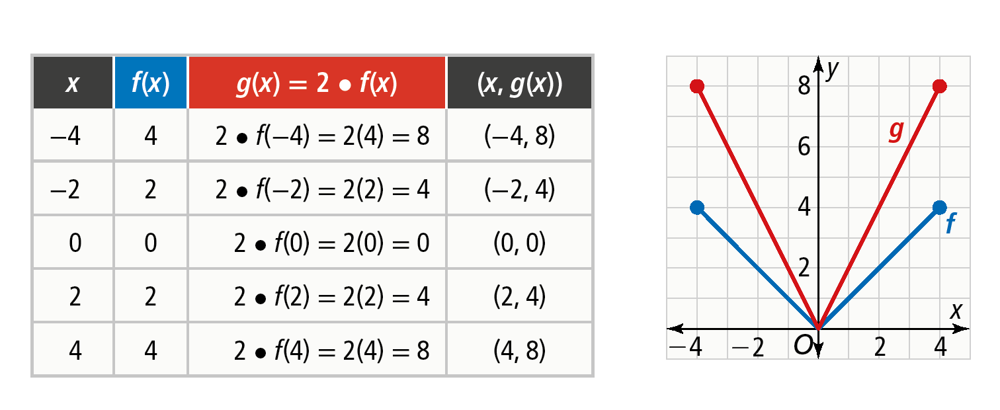 x f(x) g(x) = 2 • f(x) (x, g(x))
−4 4 2 • f(−4) = 2(4) = 8 (−4, 8)
−2 2 2 • f(−2) = 2(2) = 4 (−2, 4)
0 0 2 • f(0) = 2(0) = 0 (0, 0)
2 2 2 • f(2) = 2(2) = 4 (2, 4)
4 4 2 • f(4) = 2(4) = 8 (4, 8)
y
8
g
6
4
f
2
x
−4 −2 O 2 4